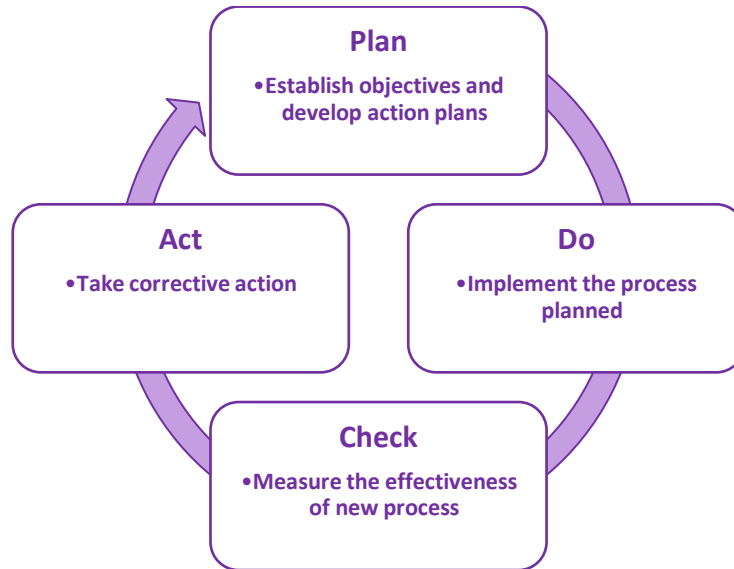 Plan
•Establish objectives and
develop action plans
Act
•Take corrective action
Do
•Implement the process
planned
Check
•Measure the effectiveness
of new process